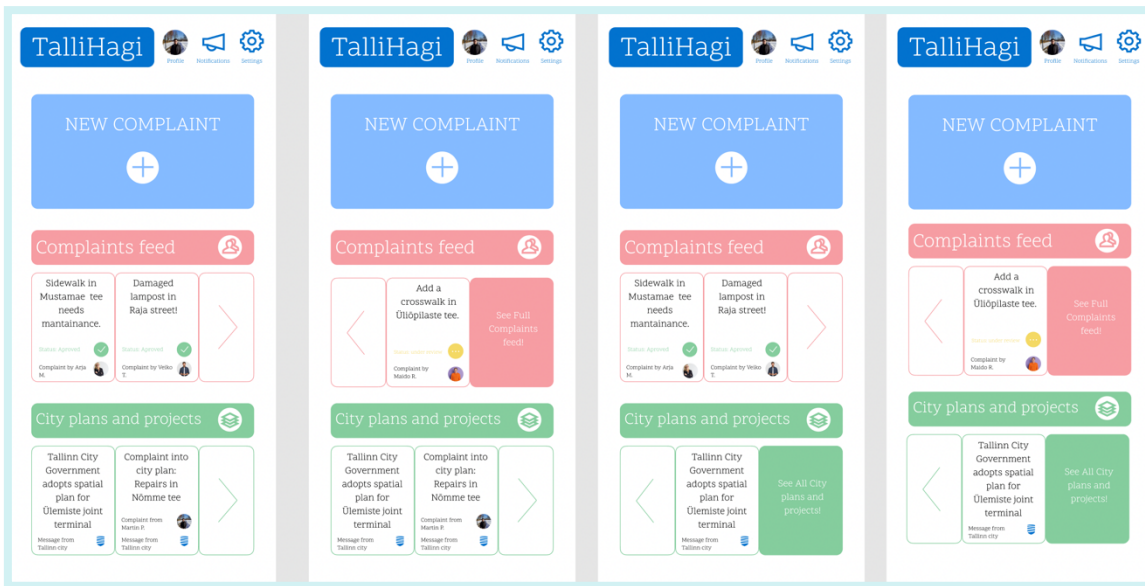 TalliHagi
Profile
Notifications
Settings
NEW COMPLAINT
Complaints feed
Sidewalk in
Mustamae tee
needs
mantainance.
Status: Aproved
Complaint by Arja
M.
Damaged
lampost in
Raja street!
Status: Aproved
Complaint by Veiko
T.
City plans and projects
Tallinn City
Government
adopts spatial
plan for
Ülemiste joint
terminal
Message from
Tallinn city
Complaint into
city plan:
Repairs in
Nõmme tee
Complaint from
Martin P.
Message from
Tallinn city
TalliHagi
Profile
Notifications
Settings
NEW COMPLAINT
Complaints feed
Add a
crosswalk in
Üliõpilaste tee.
Status: under review
Complaint by
Maido R.
See Full
Complaints
feed!
City plans and projects
Tallinn City
Government
adopts spatial
plan for
Ülemiste joint
terminal
Message from
Tallinn city
Complaint into
city plan:
Repairs in
Nõmme tee
Complaint from
Martin P.
Message from
Tallinn city
TalliHagi
Profile
Notifications
Settings
NEW COMPLAINT
Complaints feed
Sidewalk in
Mustamae tee
needs
mantainance.
Status: Aproved
Complaint by Arja
M.
Damaged
lampost in
Raja street!
Status: Aproved
Complaint by Veiko
T.
City plans and projects
Tallinn City
Government
adopts spatial
plan for
Ülemiste joint
terminal
Message from
Tallinn city
See All City
plans and
projects!
TalliHagi
Profile
Notifications
Settings
NEW COMPLAINT
Complaints feed
Add a
crosswalk in
Üliõpilaste tee.
Status: under review
Complaint by
Maido R.
See Full
Complaints
feed!
City plans and projects
Tallinn City
Government
adopts spatial
plan for
Ülemiste joint
terminal
Message from
Tallinn city
See All City
plans and
projects!